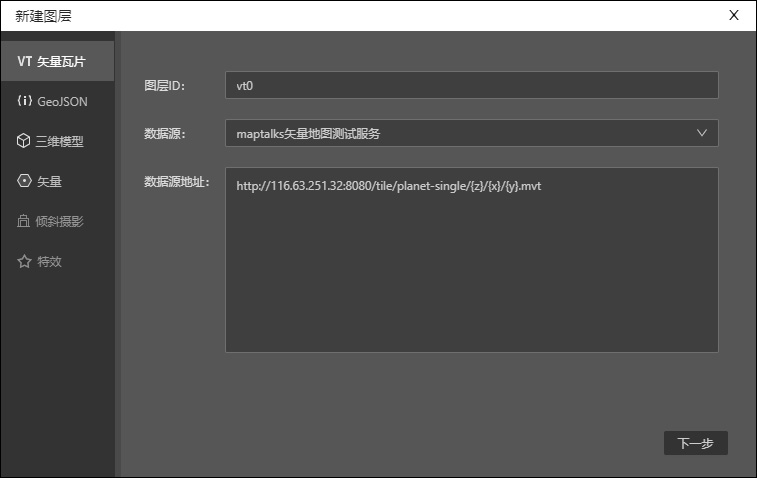 新建图层
X
VT 矢量瓦片
GeoJSON
三维模型
矢量
倾斜摄影
特效
图层ID：
vt0
数据源：
maptalks矢量地图测试服务
数据源地址：
http://116.63.251.32:8080/tile/planet-single/{z}/{x}/{y}.mvt
下一步